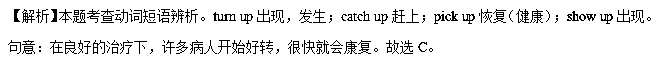 【解析】本题考查动词短语辨析。turn up 出现，发生；catch up 赶上；pick up 恢复（健康）；show up 出现。
句意：在良好的治疗下，许多病人开始好转，很快就会康复。故选 C。